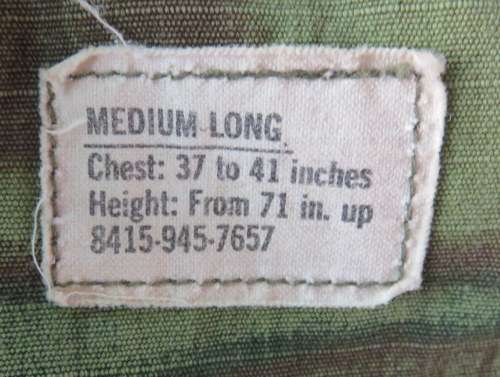 MEDIUM LONG
Chest: 37 to 41 inches
Height: From 71 in. up
8415-945-7657